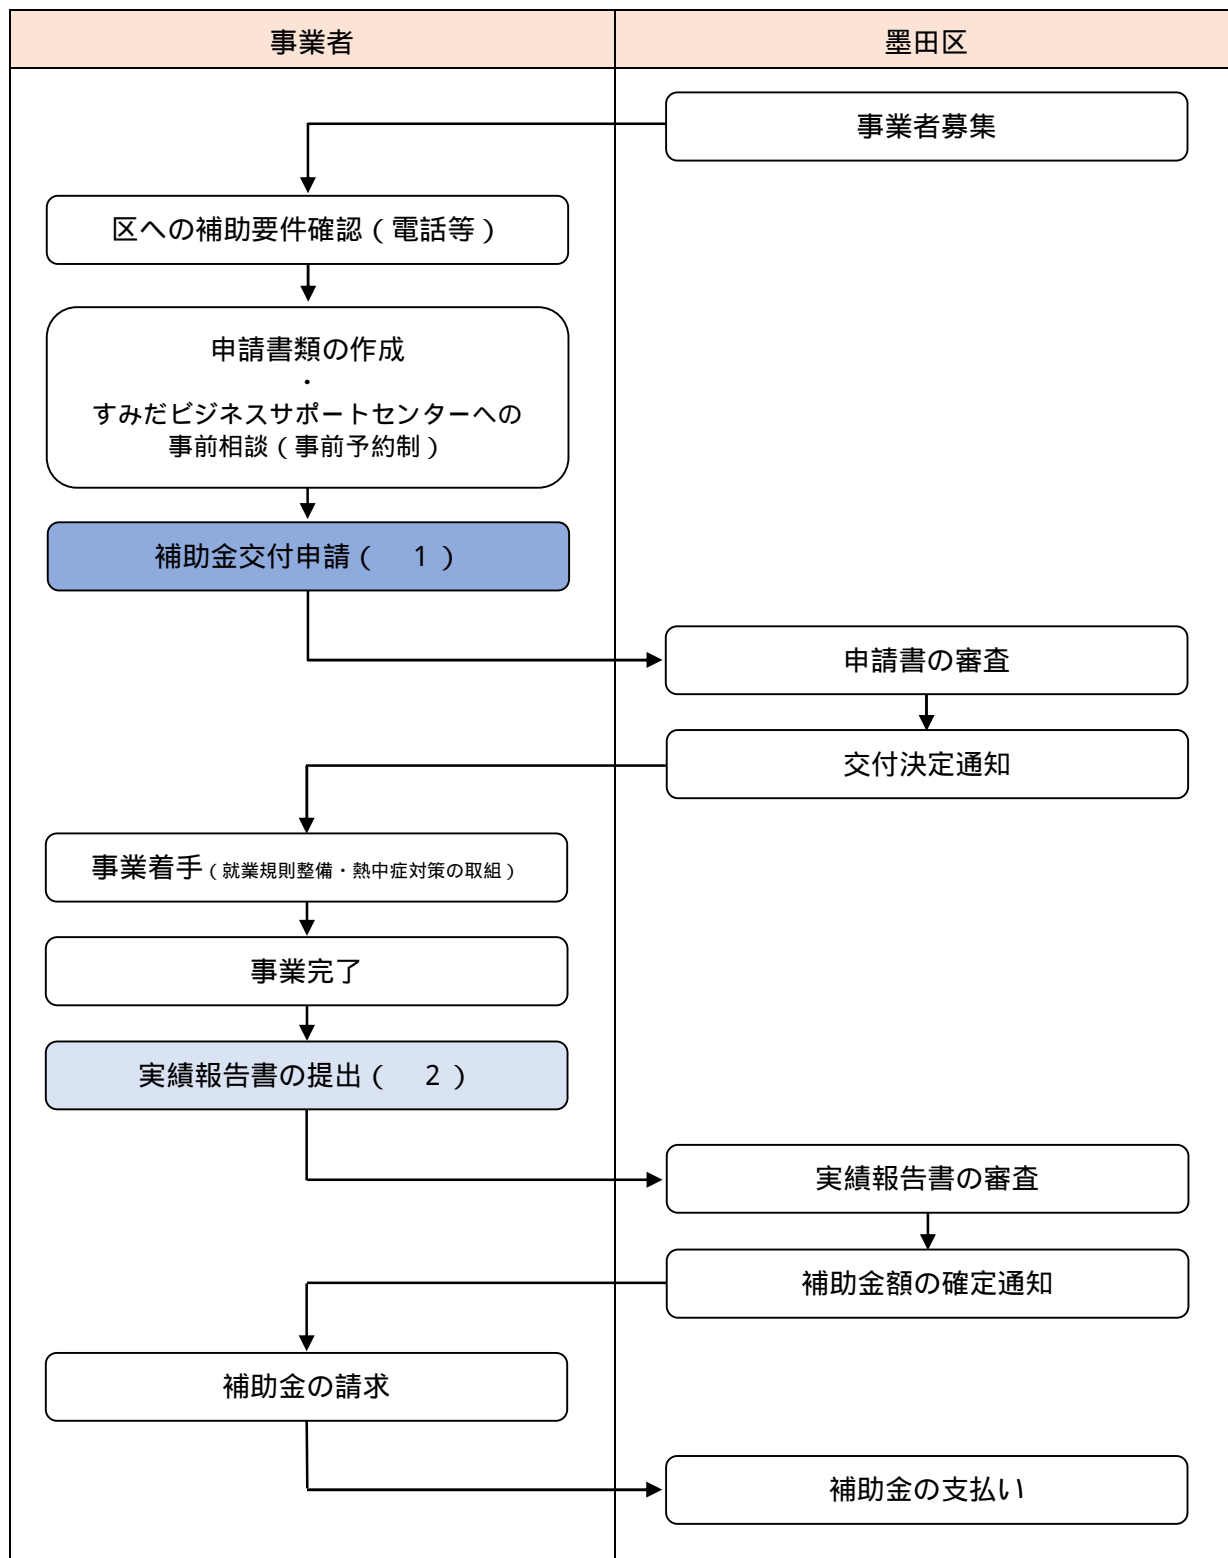 事業者
墨田区
事業者募集
区への補助要件確認（電話等）
申請書類の作成
・
すみだビジネスサポートセンターへの
事前相談（事前予約制）
補助金交付申請（　1）
申請書の審査
交付決定通知
事業着手（就業規則整備・熱中症対策の取組）
事業完了
実績報告書の提出（　2）
実績報告書の審査
補助金額の確定通知
補助金の請求
補助金の支払い